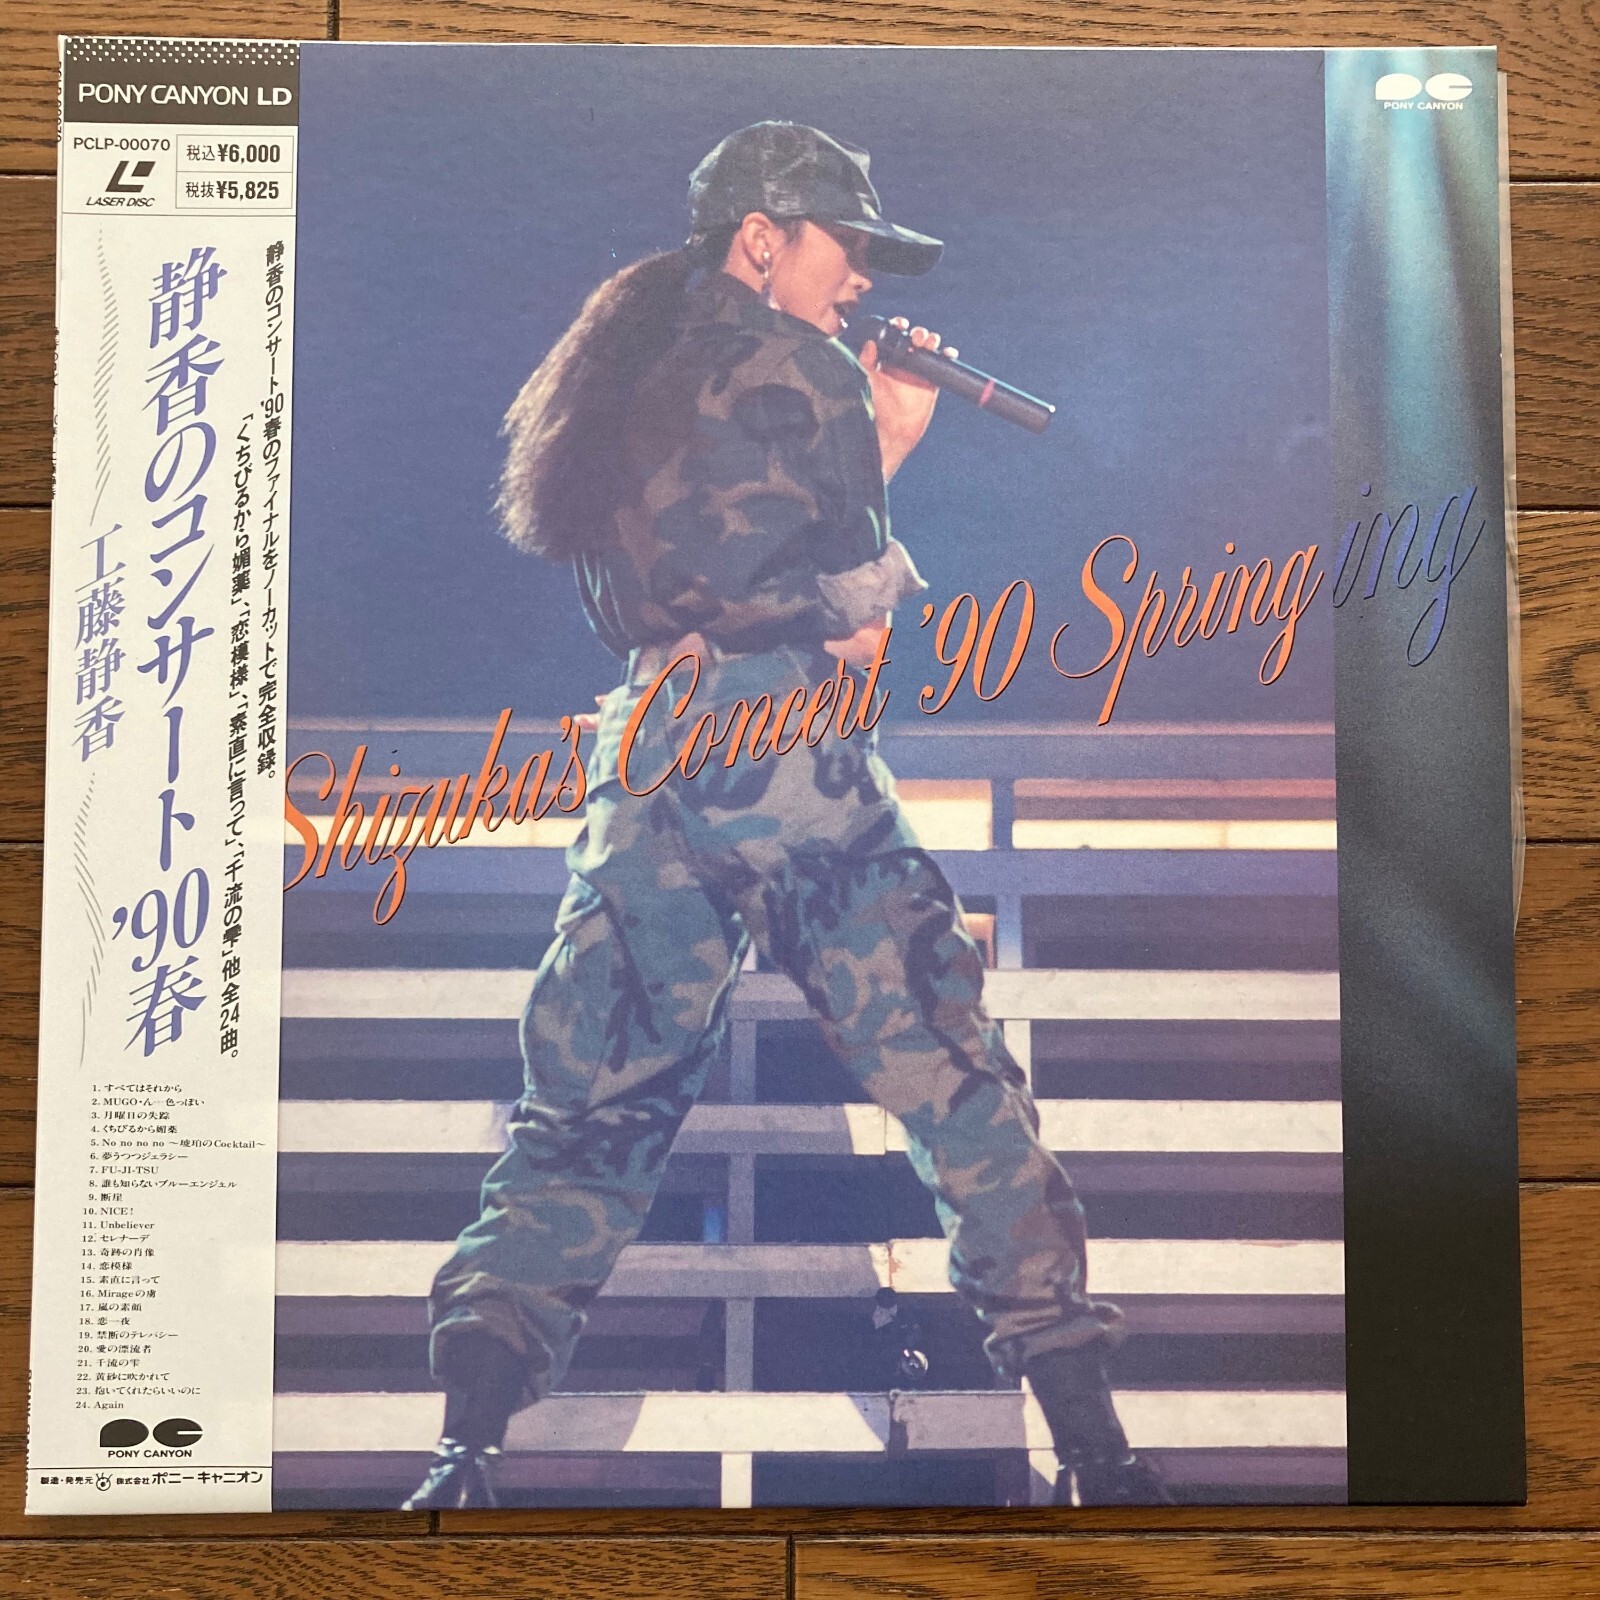 PONY CANYON LD
PCLP-00070
税込¥6,000
税抜¥5,825
LASER DISC
静香のコンサート'90春のファイナルをノーカットで完全収録。
「くちびるから媚薬」、「恋模様」、「素直に言って」、「千流の雫」他全24曲。
静香のコンサート'90春
工藤静香
1. すべてはそれから
2. MUGO・ん…色っぽい
3. 月曜日の失踪
4. くちびるから媚薬
5. No no no no 〜琥珀のCocktail〜
6. 夢うつつジェラシー
7. FU-JI-TSU
8. 誰も知らないブルーエンジェル
9. 断崖
10. NICE!
11. Unbeliever
12. セレナーデ
13. 奇跡の肖像
14. 恋模様
15. 素直に言って
16. Mirageの虜
17. 嵐の素顔
18. 恋一夜
19. 禁断のテレパシー
20. 愛の漂流者
21. 千流の雫
22. 黄砂に吹かれて
23. 抱いてくれたらいいのに
24. Again
PONY CANYON
製造・発売元 株式会社 ポニーキャニオン
PONY CANYON
Shizuka's Concert '90 Springing